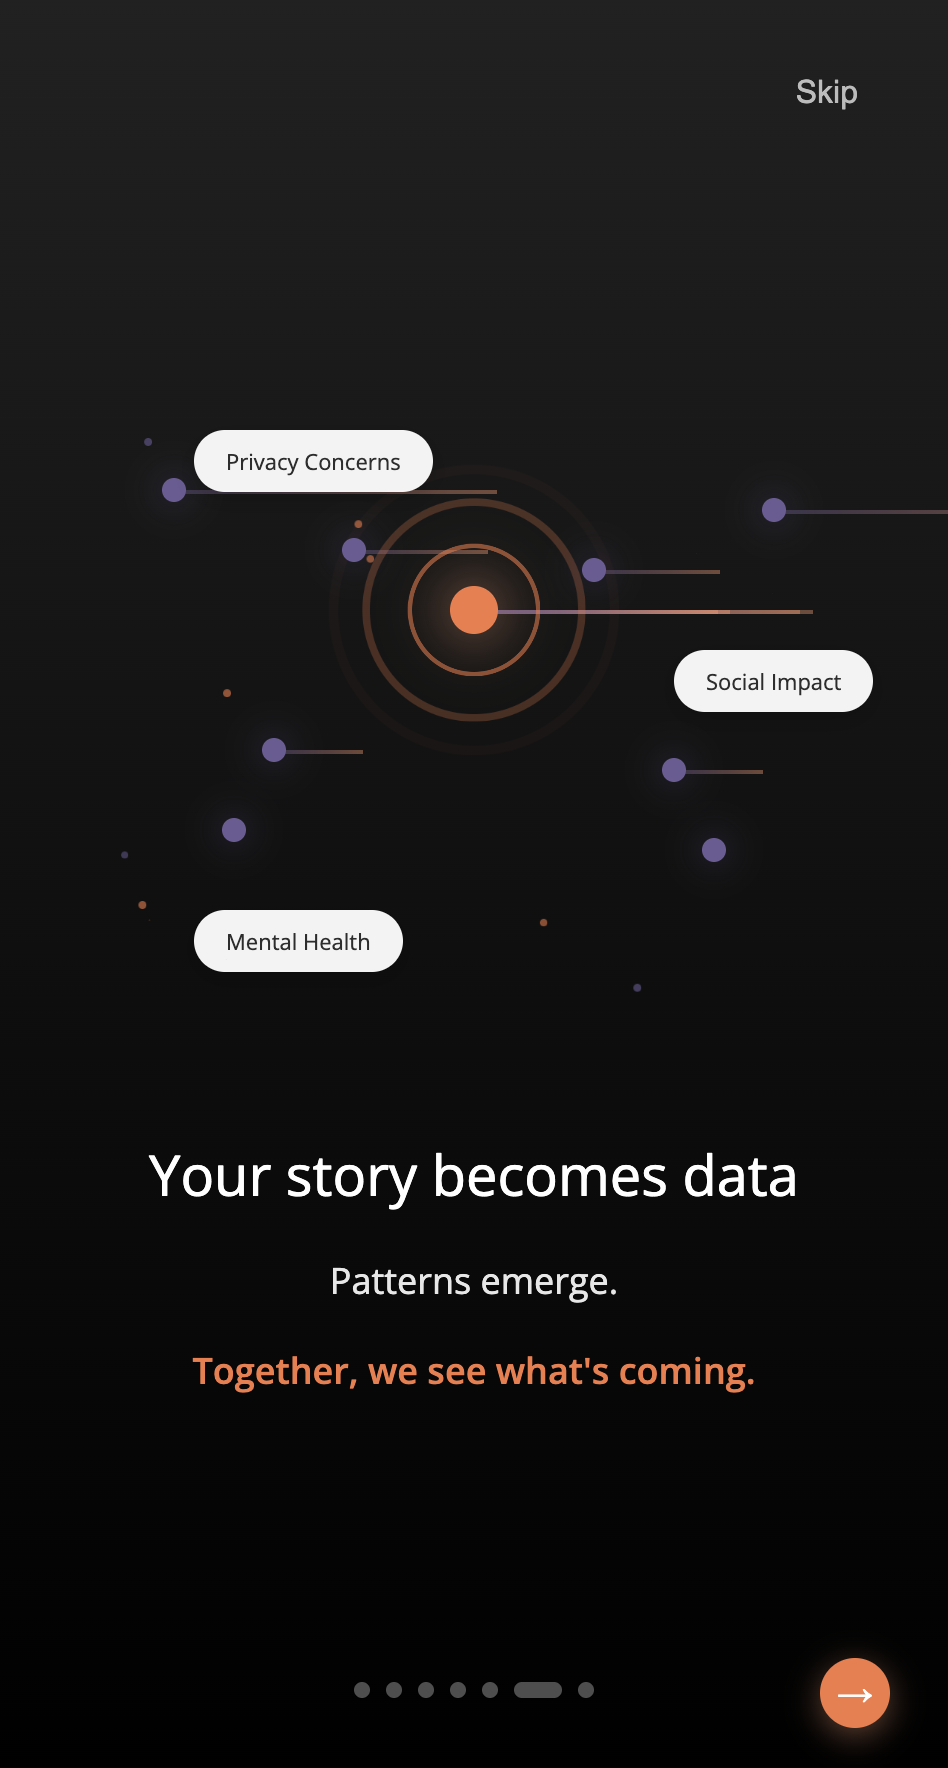 Skip
Privacy Concerns
Social Impact
Mental Health
Your story becomes data
Patterns emerge.
Together, we see what's coming.
→